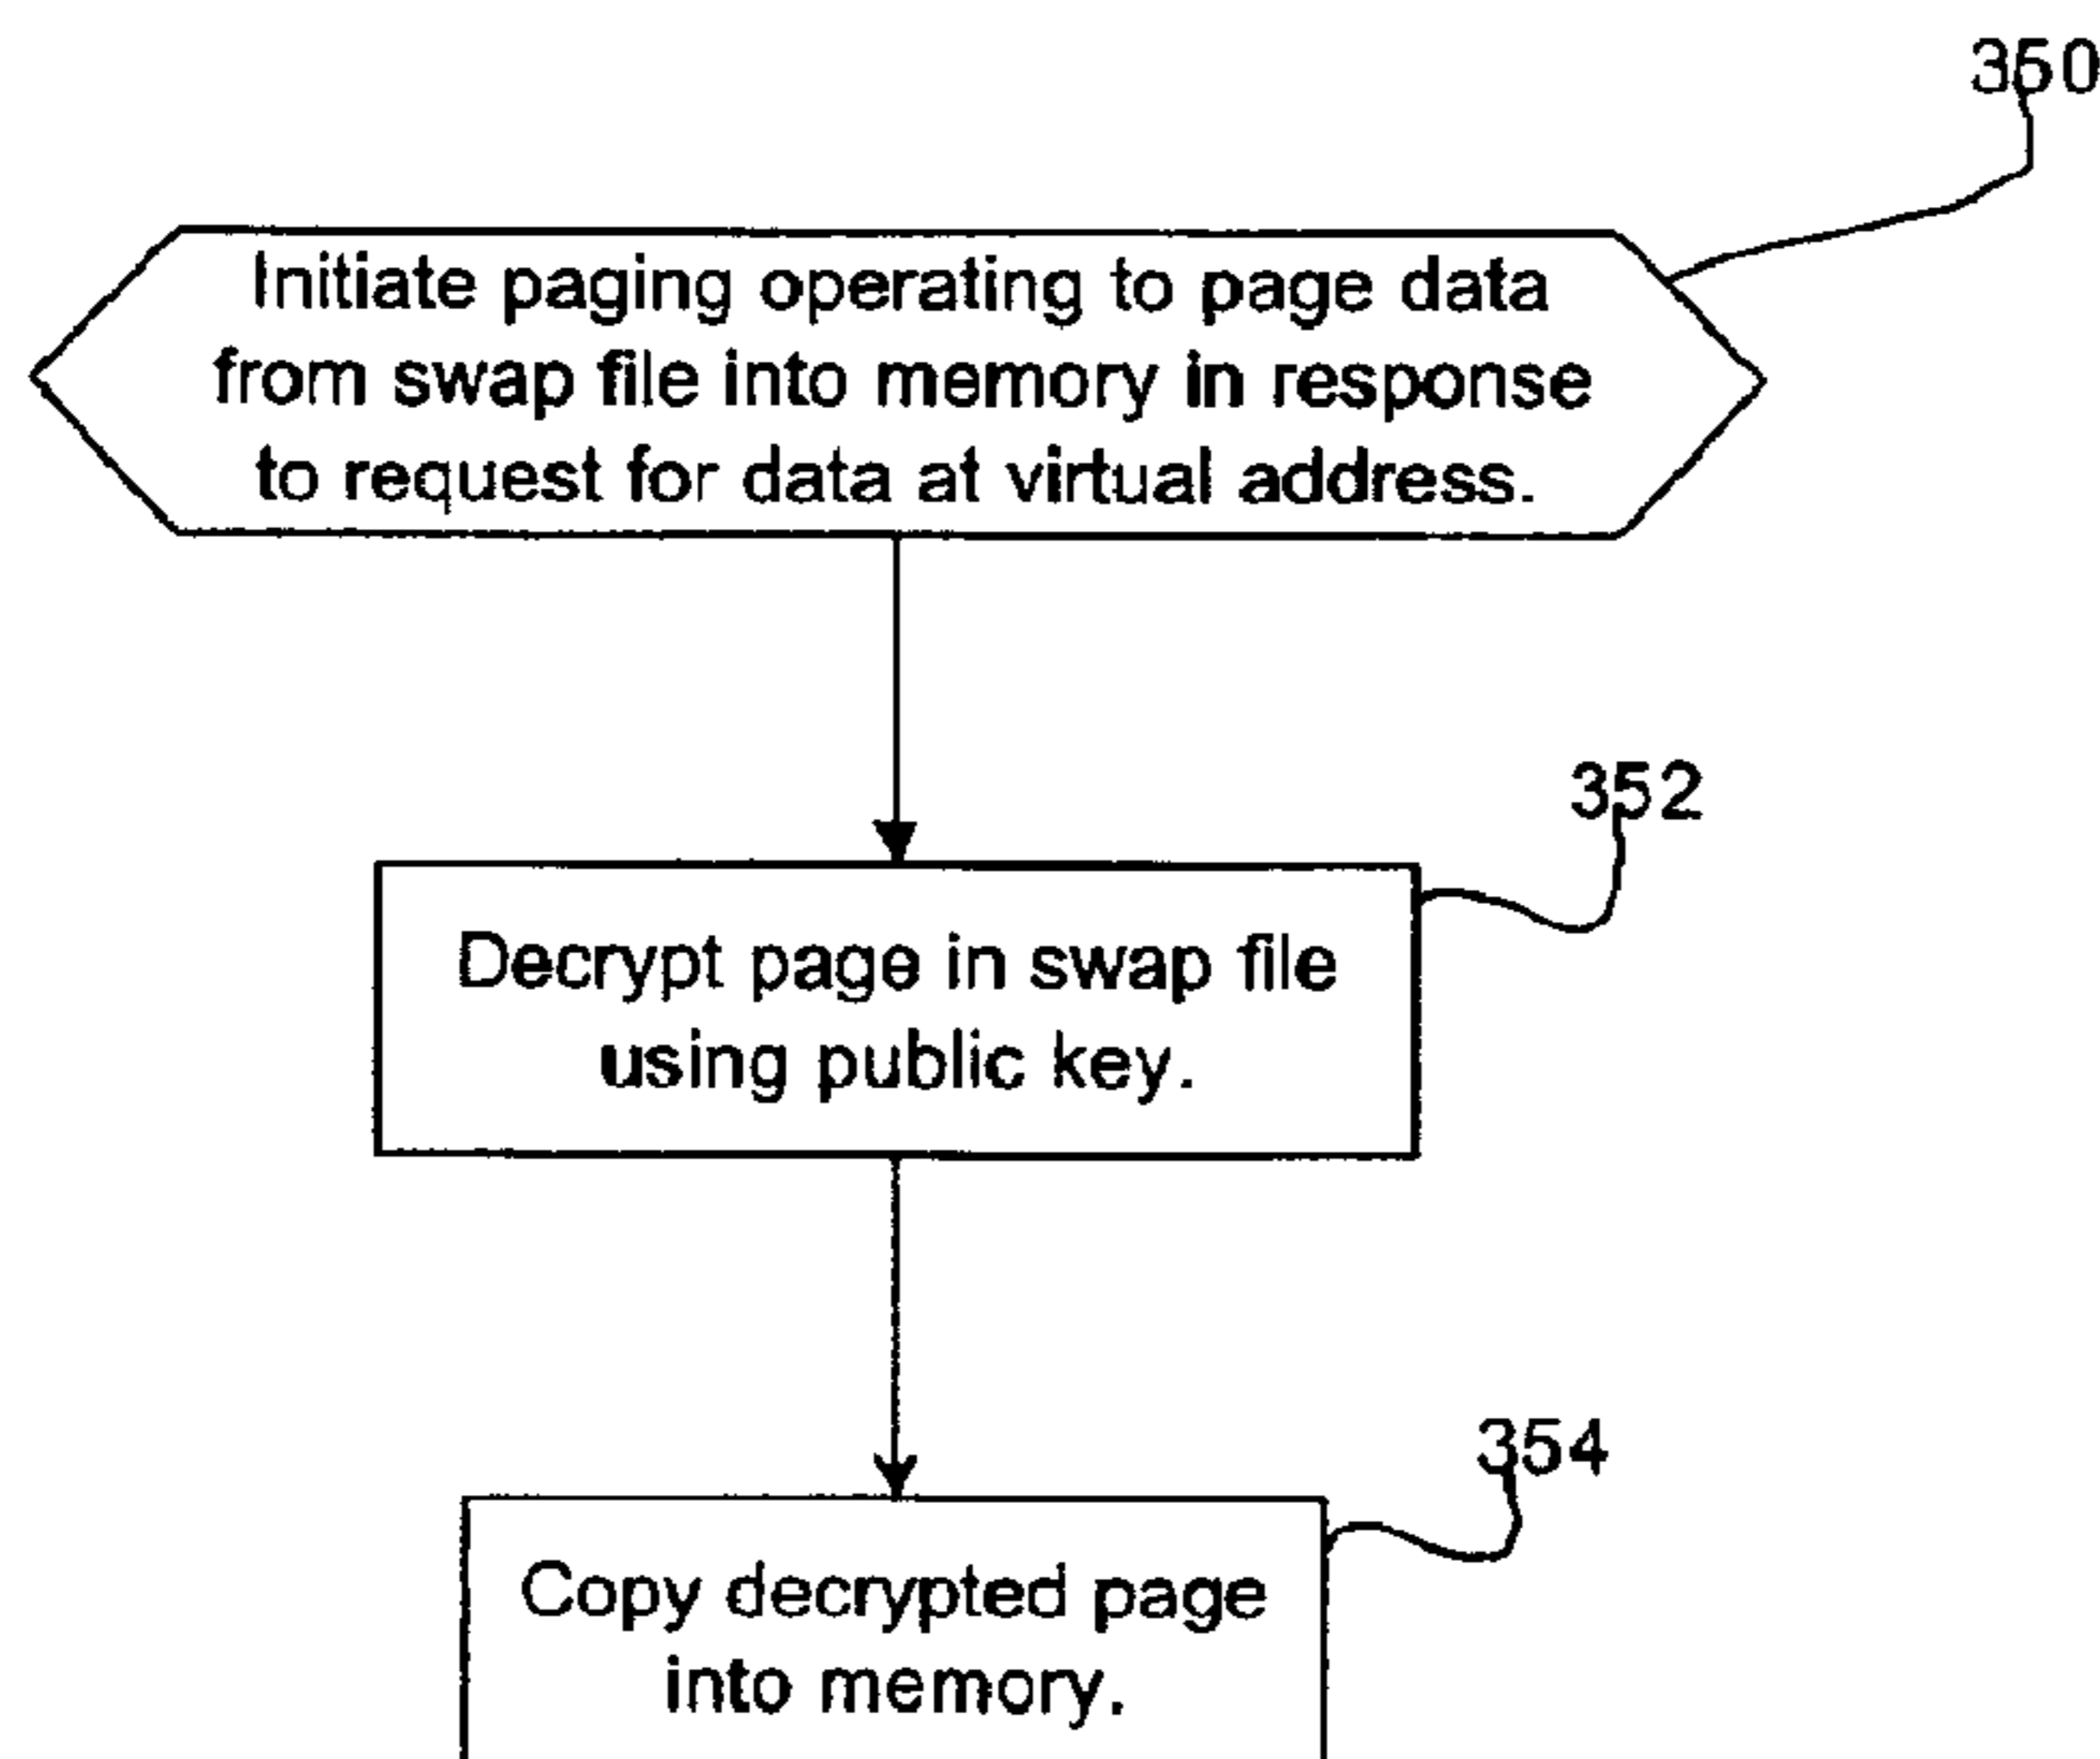 350
Initiate paging operating to page data
from swap file into memory in response
to request for data at virtual address.
352
Decrypt page in swap file
using public key.
354
Copy decrypted page
into memory.